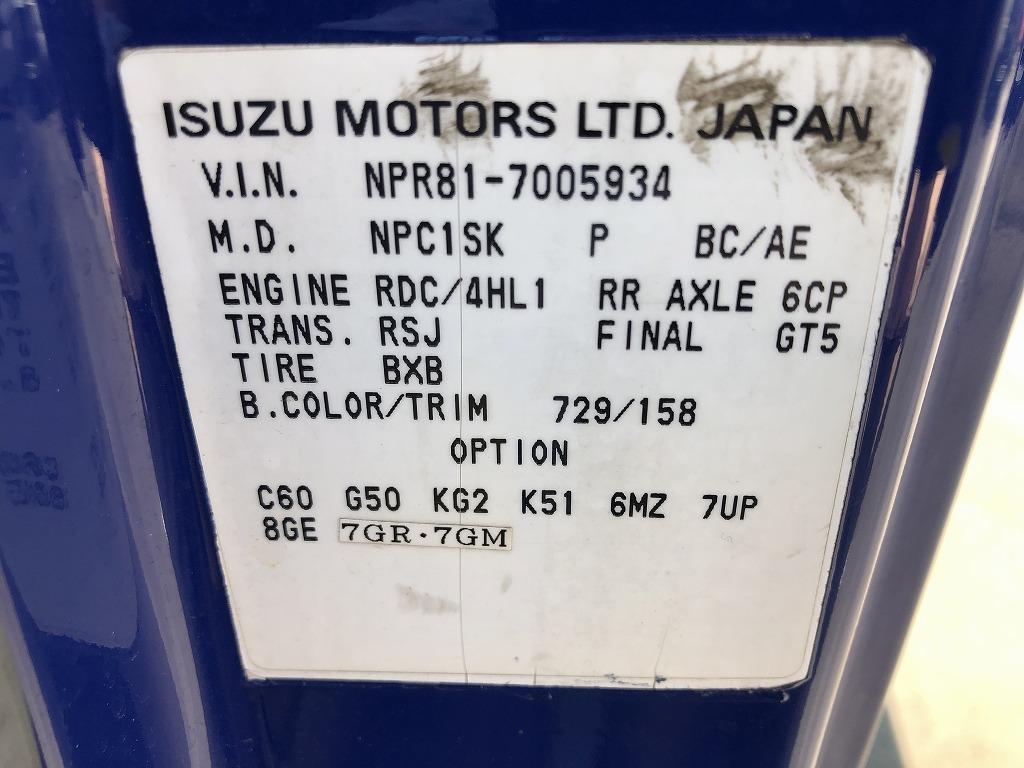 ISUZU MOTORS LTD. JAPAN
V.I.N. NPR81-7005934
M.D. NPC1SK P BC/AE
ENGINE RDC/4HL1 RR AXLE 6CP
TRANS. RSJ FINAL GT5
TIRE BXB
B.COLOR/TRIM 729/158
OPTION
C60 G50 KG2 K51 6MZ 7UP
8GE 7GR·7GM